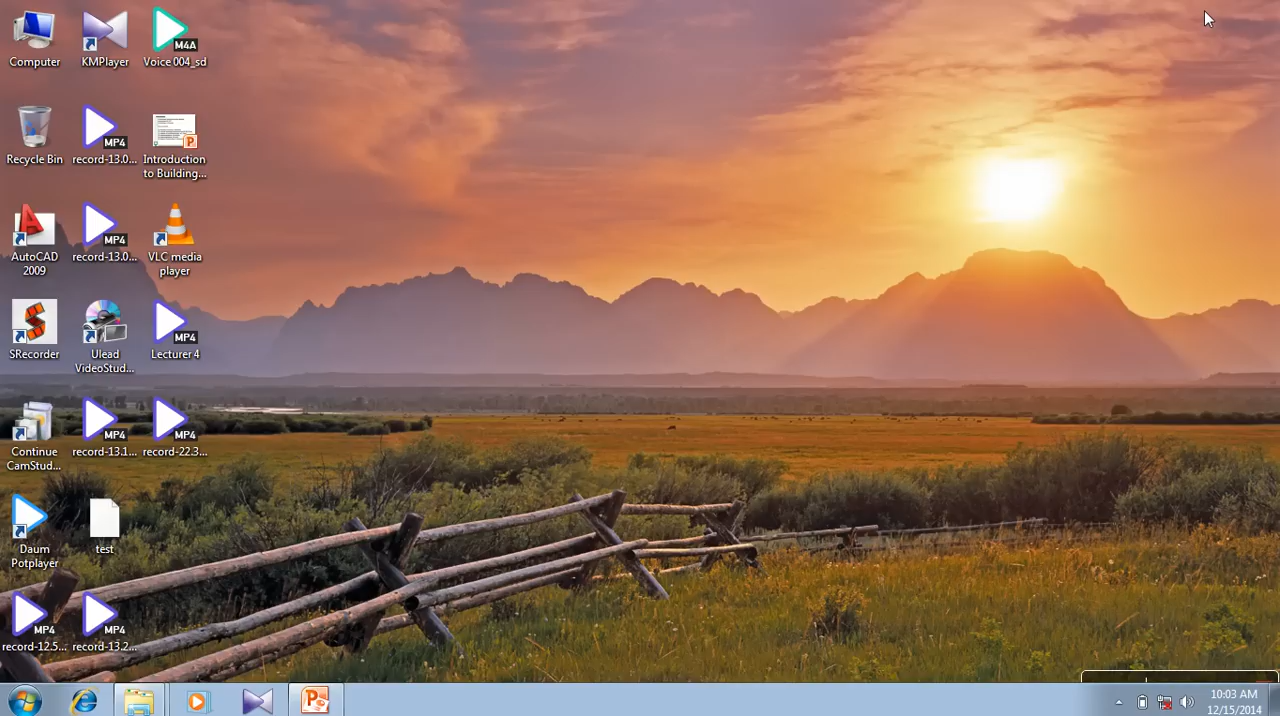 Computer
KMPlayer
M4A
Voice 004_sd
Recycle Bin
MP4
record-13.0...
P
Introduction
to Building...
AutoCAD
2009
MP4
record-13.0...
VLC media
player
SRecorder
Ulead
VideoStud...
MP4
Lecturer 4
Continue
CamStud...
MP4
record-13.1...
MP4
record-22.3...
Daum
Potplayer
test
MP4
record-12.5...
MP4
record-13.2...
P
10:03 AM
12/15/2014